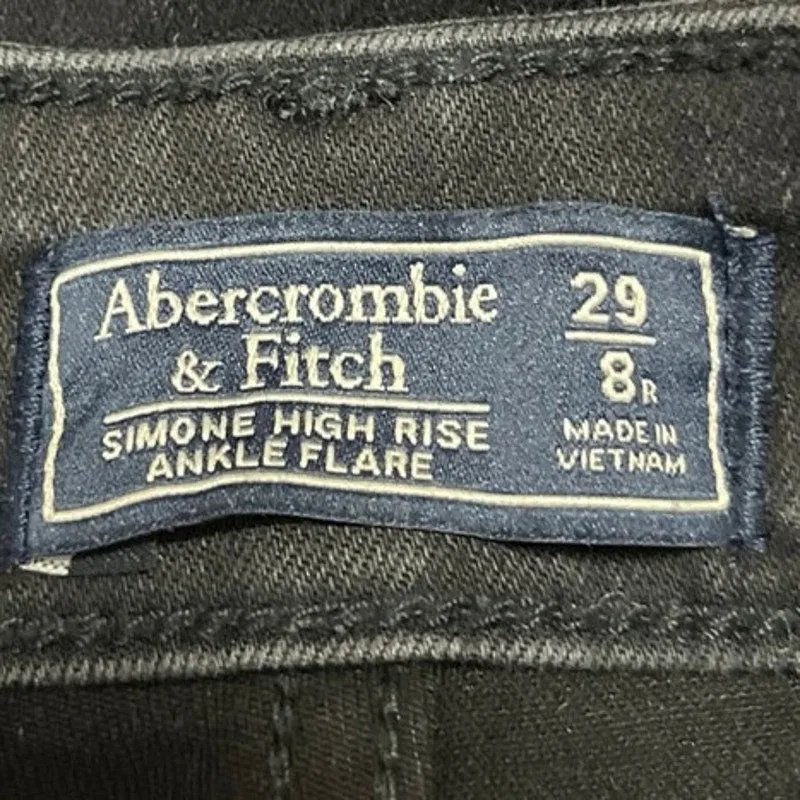 Abercrombie
& Fitch
SIMONE HIGH RISE
ANKLE FLARE
29
8R
MADE IN
VIETNAM